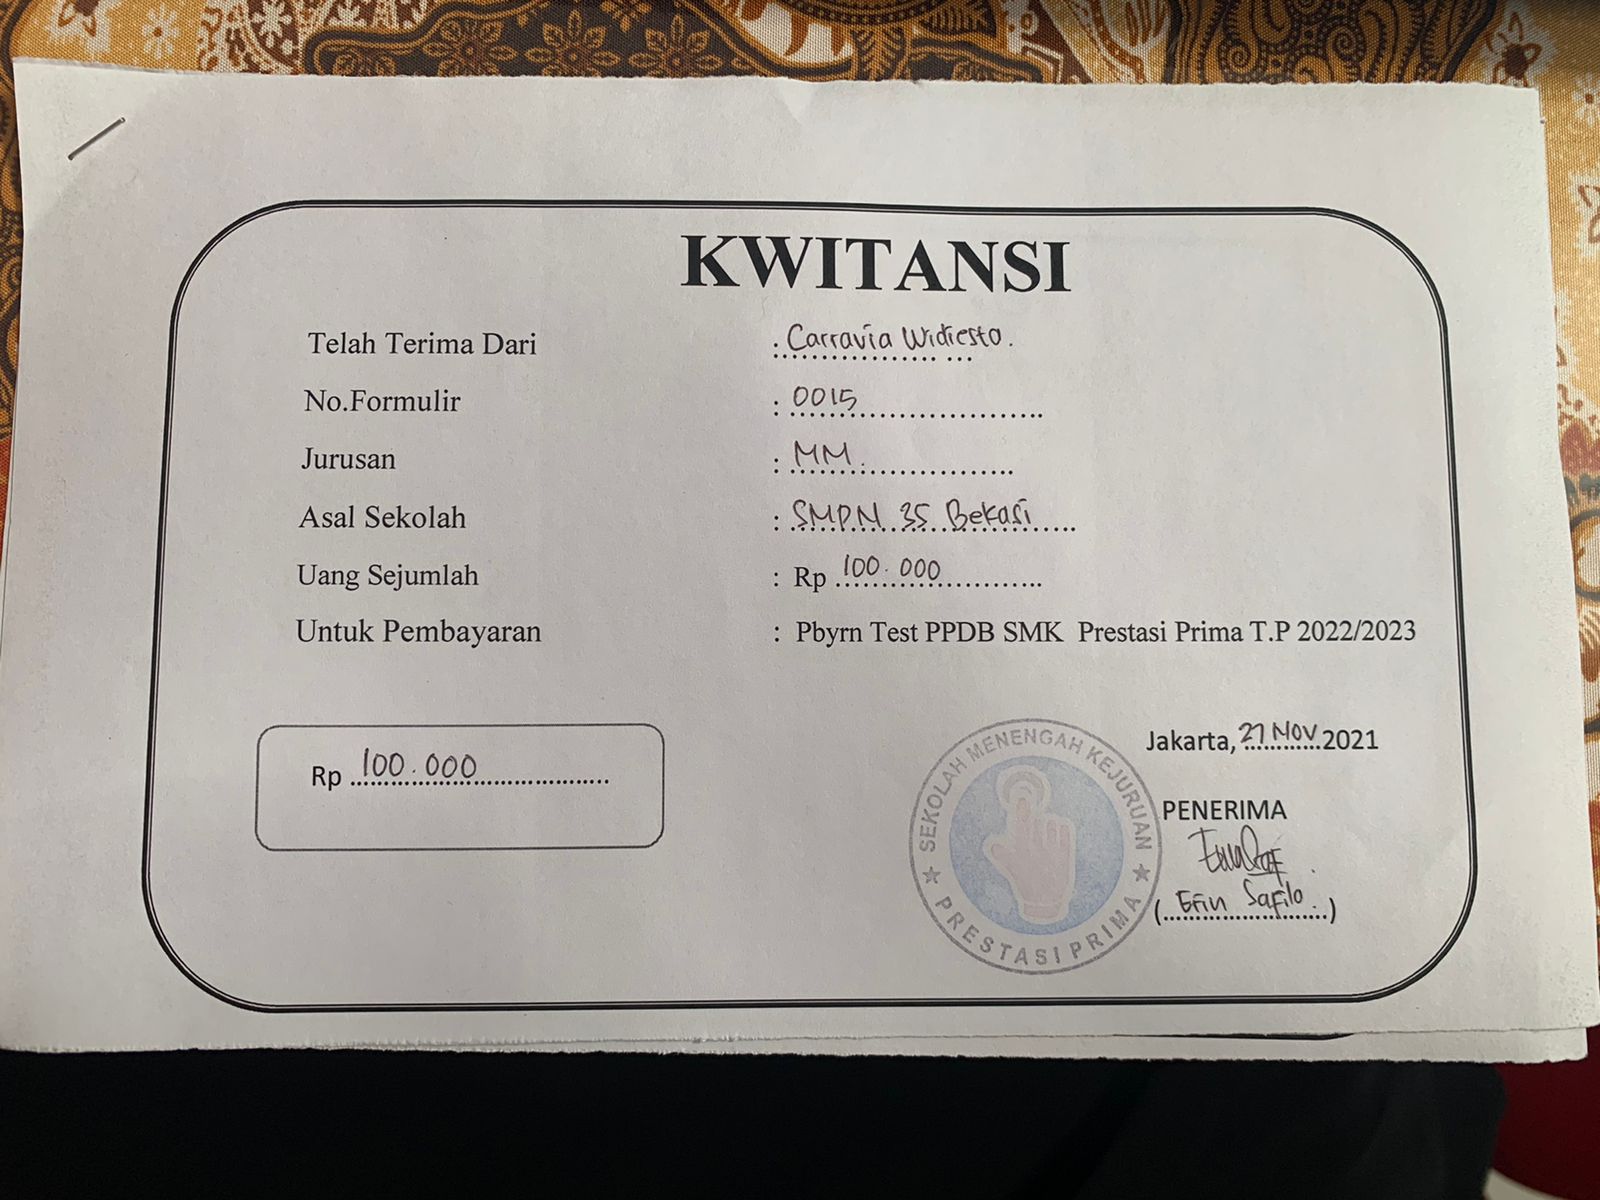 KWITANSI
Telah Terima Dari : Carravia Widiesta.
No.Formulir : 0015
Jurusan : MM
Asal Sekolah : SMPN 35 Bekasi
Uang Sejumlah : Rp 100.000
Untuk Pembayaran : Pbyrn Test PPDB SMK Prestasi Prima T.P 2022/2023
Rp 100.000
Jakarta, 27 NOV 2021
PENERIMA
(Erin Safilo.)
SEKOLAH MENENGAH KEJURUAN
★ PRESTASI PRIMA ★